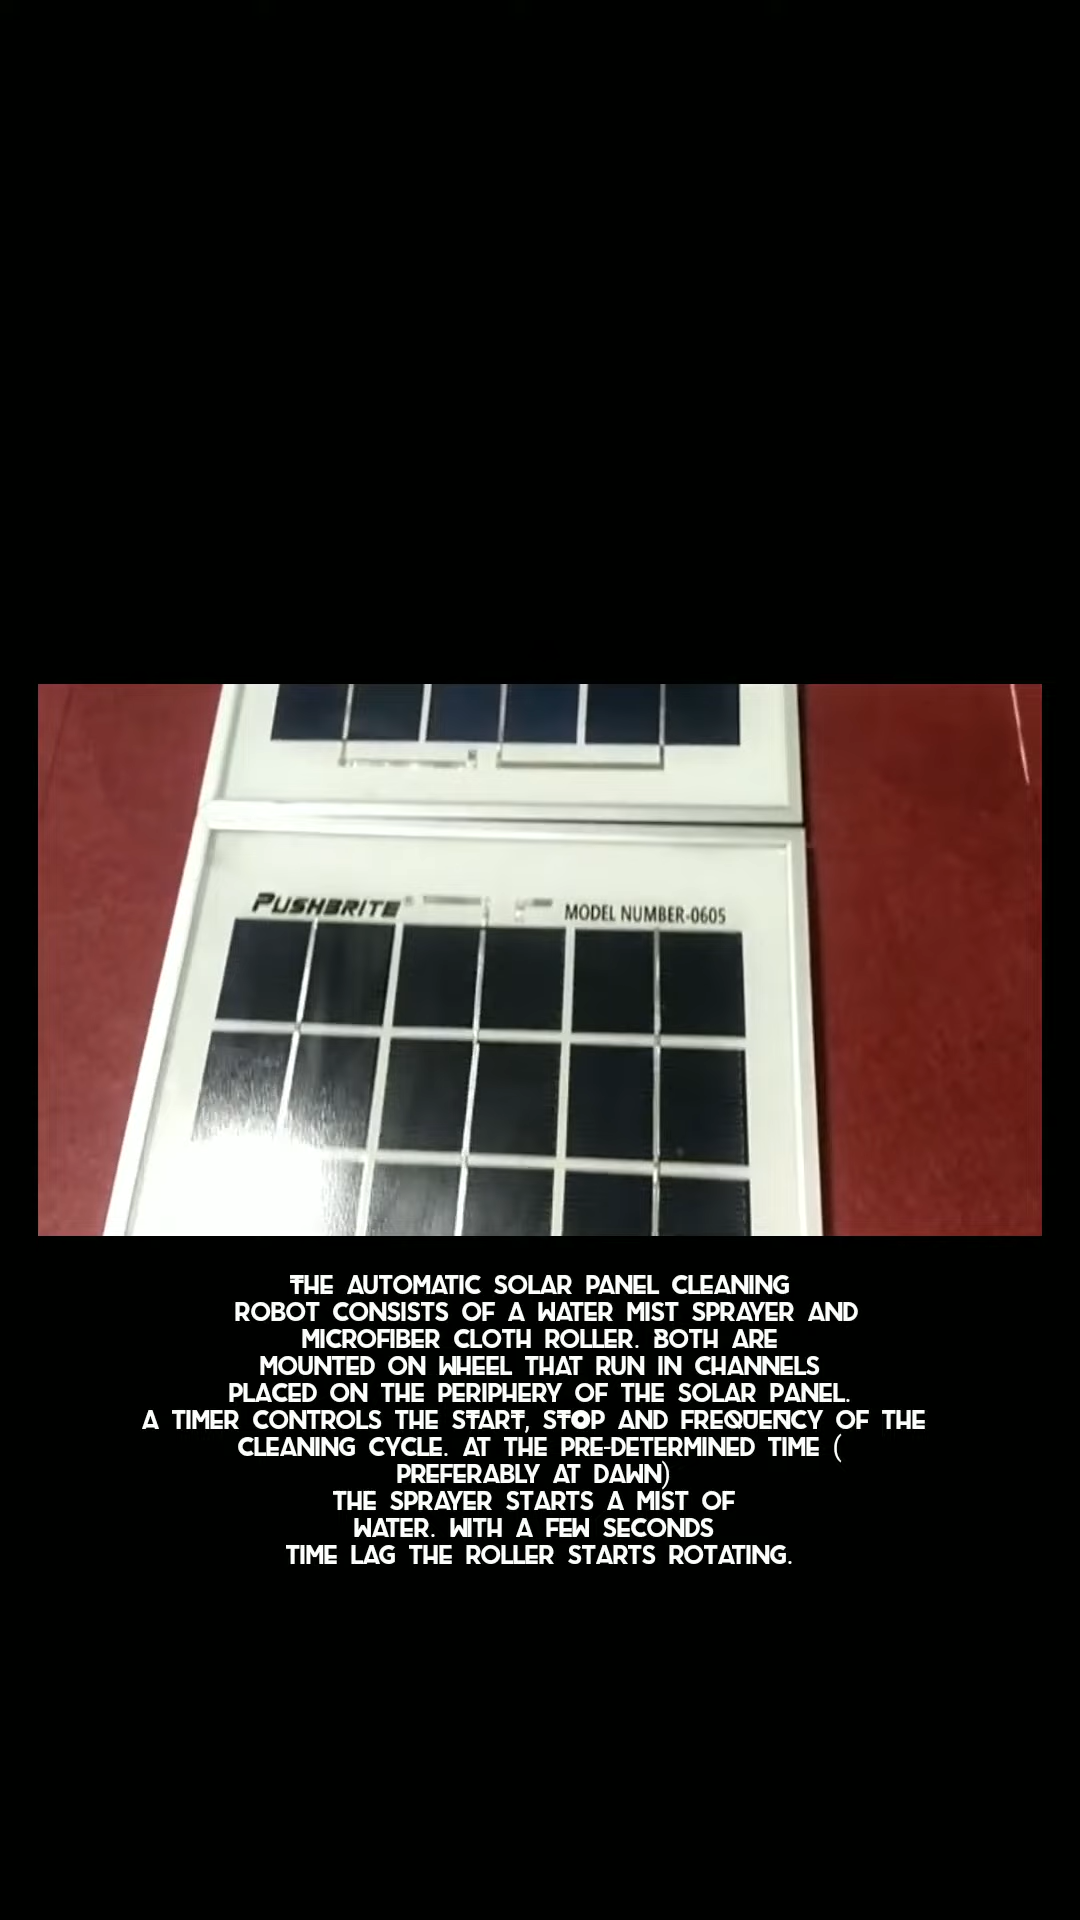 PUSHBRITE MODEL NUMBER-0605
THE AUTOMATIC SOLAR PANEL CLEANING
ROBOT CONSISTS OF A WATER MIST SPRAYER AND
MICROFIBER CLOTH ROLLER. BOTH ARE
MOUNTED ON WHEEL THAT RUN IN CHANNELS
PLACED ON THE PERIPHERY OF THE SOLAR PANEL.
A TIMER CONTROLS THE START, STOP AND FREQUENCY OF THE
CLEANING CYCLE. AT THE PRE-DETERMINED TIME (
PREFERABLY AT DAWN)
THE SPRAYER STARTS A MIST OF
WATER. WITH A FEW SECONDS
TIME LAG THE ROLLER STARTS ROTATING.